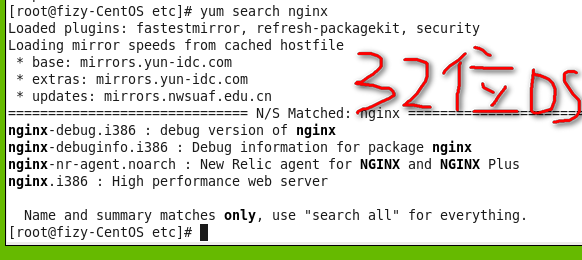 [root@fizy-CentOS etc]# yum search nginx
Loaded plugins: fastestmirror, refresh-packagekit, security
Loading mirror speeds from cached hostfile
 * base: mirrors.yun-idc.com
 * extras: mirrors.yun-idc.com
 * updates: mirrors.nwsuaf.edu.cn
32位OS
============================== N/S Matched: nginx ======================
nginx-debug.i386 : debug version of nginx
nginx-debuginfo.i386 : Debug information for package nginx
nginx-nr-agent.noarch : New Relic agent for NGINX and NGINX Plus
nginx.i386 : High performance web server
  Name and summary matches only, use "search all" for everything.
[root@fizy-CentOS etc]#